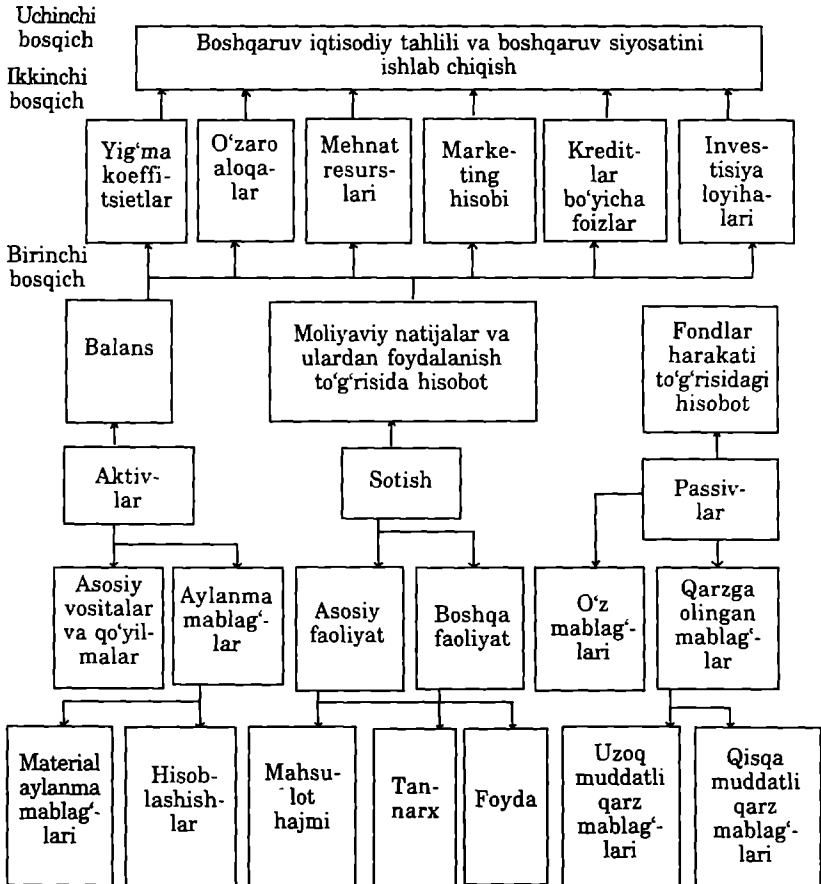 Uchinchi
bosqich
Boshqaruv iqtisodiy tahlili va boshqaruv siyosatini
ishlab chiqish
Ikkinchi
bosqich
Yig‘ma
koeffi-
tsietlar
O‘zaro
aloqa-
lar
Mehnat
resurs-
lari
Marke-
ting
hisobi
Kredit-
lar
bo‘yicha
foizlar
Inves-
tisiya
loyiha-
lari
Birinchi
bosqich
Balans
Moliyaviy natijalar va
ulardan foydalanish
to‘g‘risida hisobot
Fondlar
harakati
to‘g‘risidagi
hisobot
Aktiv-
lar
Sotish
Passiv-
lar
Asosiy
vositalar
va qo‘yil-
malar
Aylanma
mablag‘-
lar
Asosiy
faoliyat
Boshqa
faoliyat
O‘z
mablag‘-
lari
Qarzga
olingan
mablag‘-
lar
Material
aylanma
mablag‘-
lari
Hisob-
lashish-
lar
Mahsu-
lot
hajmi
Tan-
narx
Foyda
Uzoq
muddatli
qarz
mablag‘-
lari
Qisqa
muddatli
qarz
mablag‘-
lari